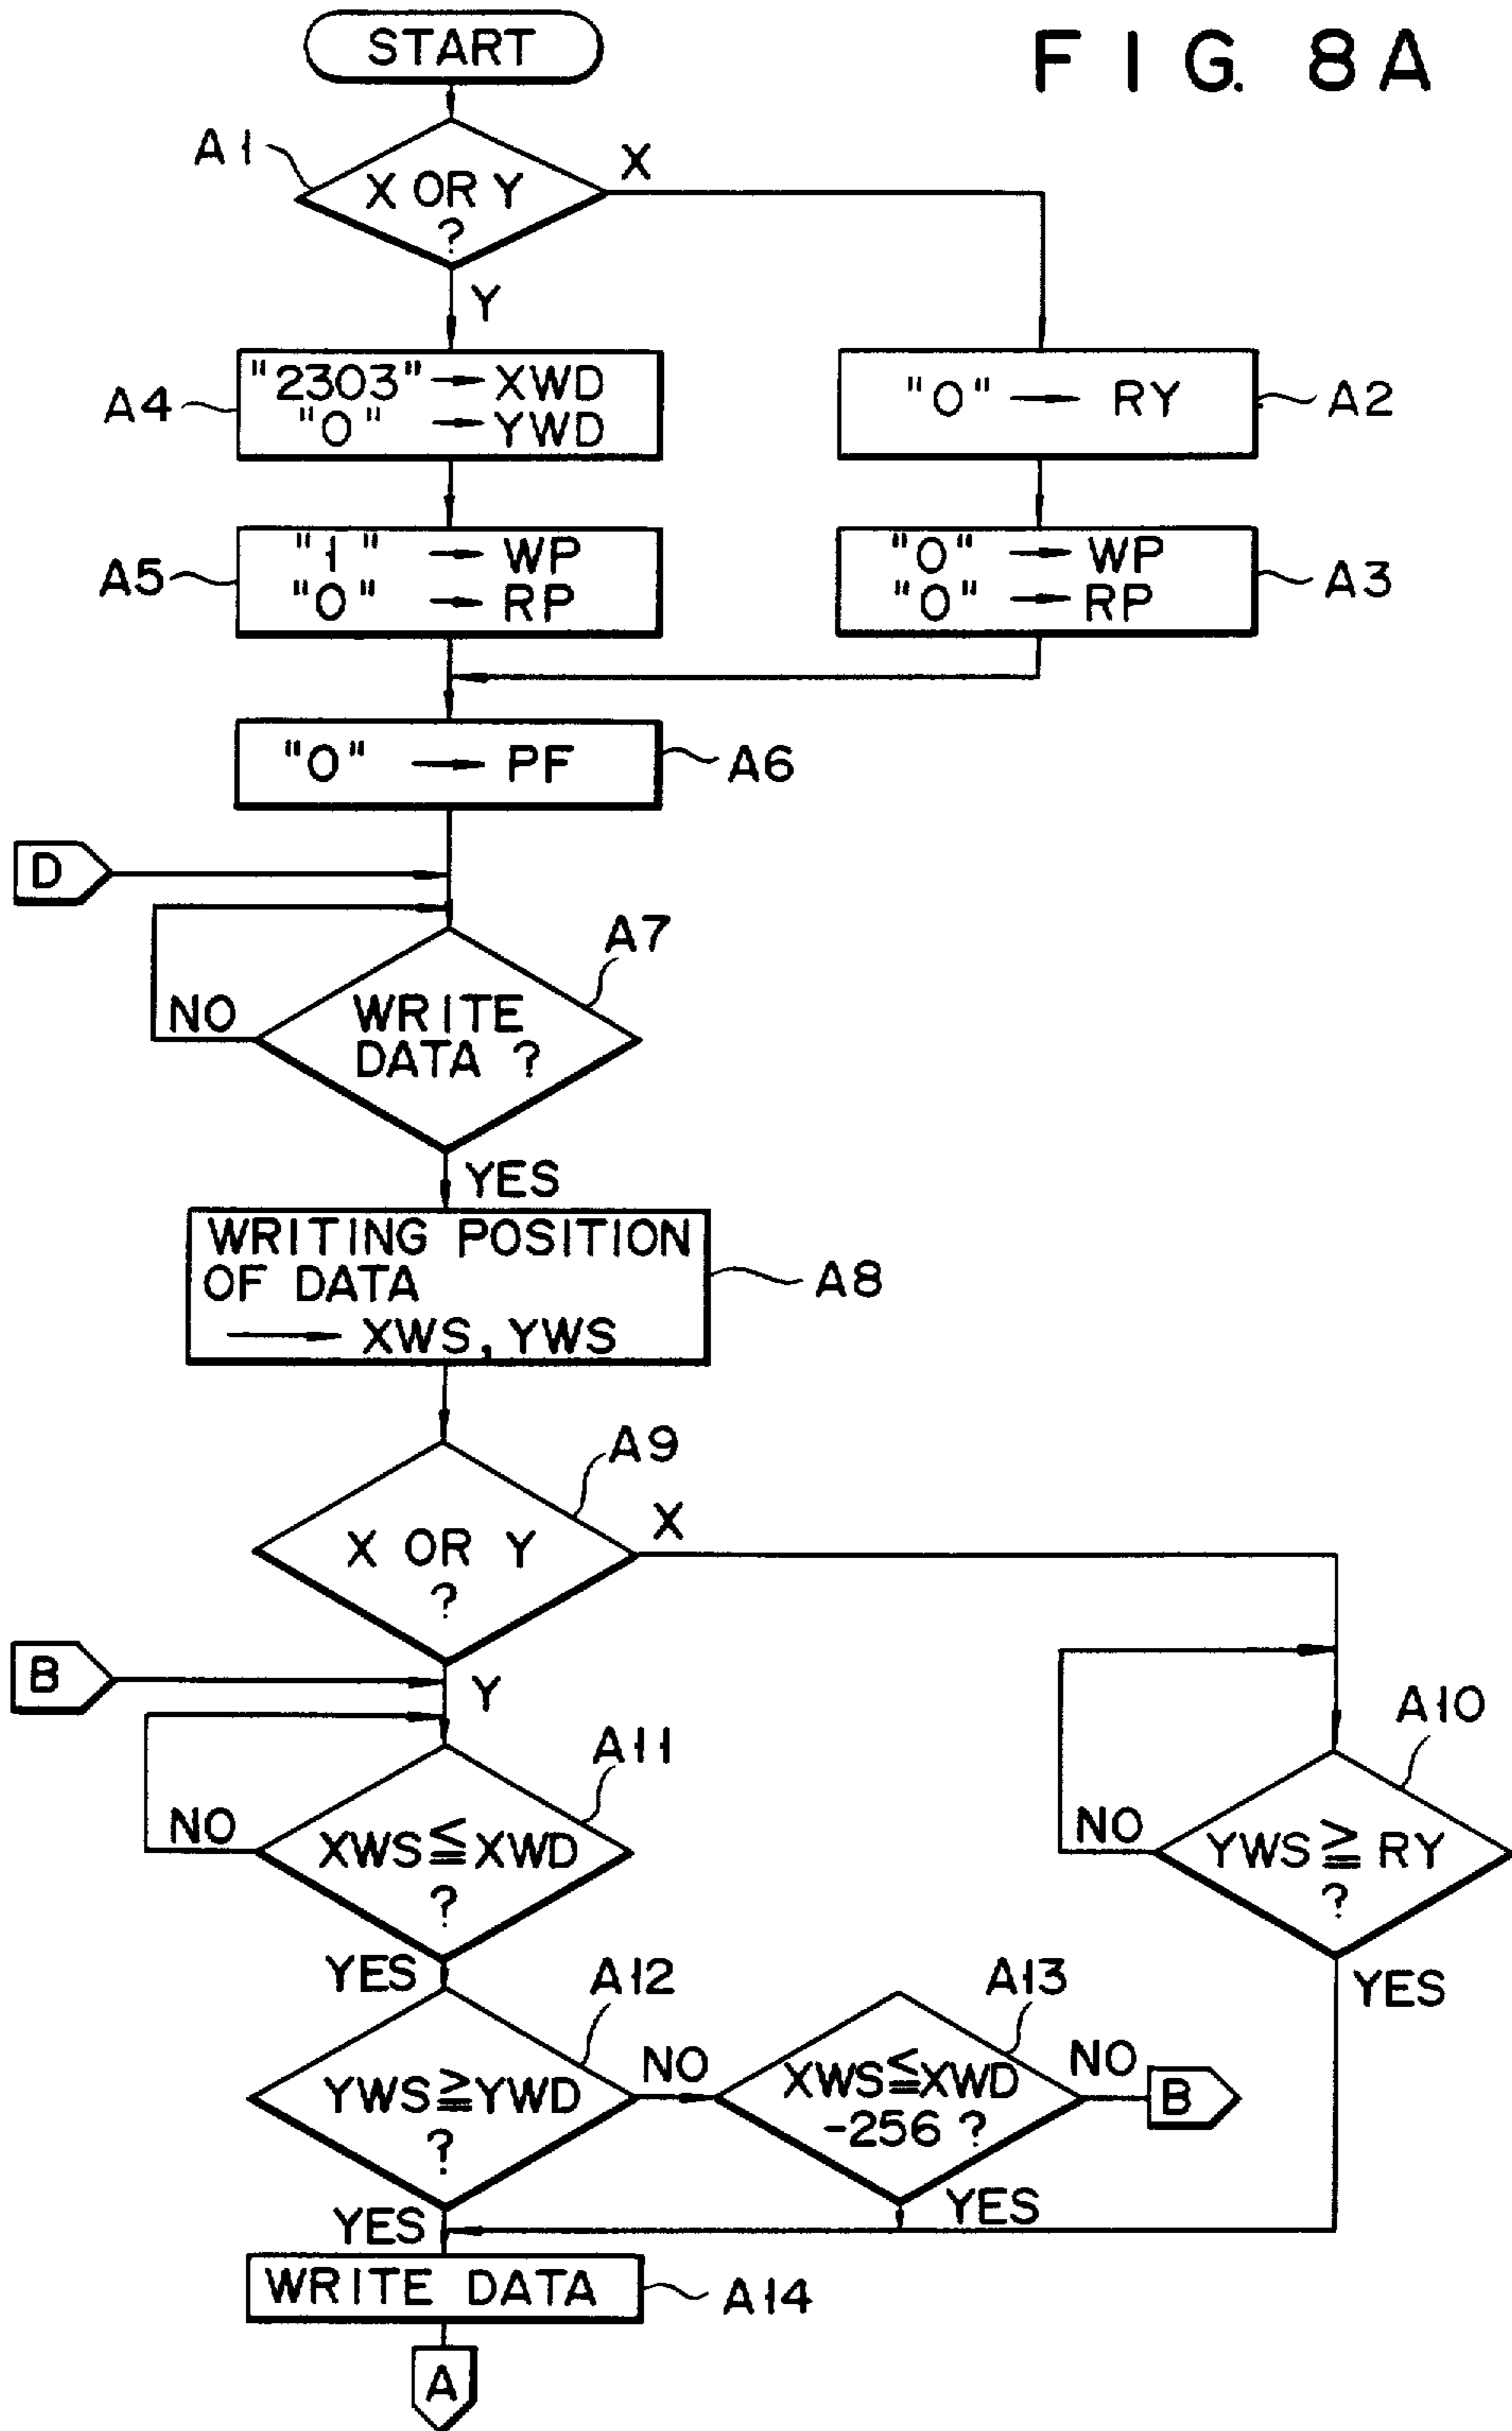 START
FIG. 8A
A1
X OR Y
?
X
Y
A4
"2303" → XWD
"0" → YWD
"0" → RY
A2
A5
"1" → WP
"0" → RP
"0" → WP
"0" → RP
A3
"0" → PF
A6
D
A7
NO
WRITE
DATA ?
YES
WRITING POSITION
OF DATA
→ XWS, YWS
A8
A9
X
X OR Y
?
B
Y
A10
A11
NO
XWS≦XWD
?
NO
YWS≧RY
?
YES
A12
A13
YES
YWS≧YWD
?
NO
XWS≦XWD
-256 ?
NO
B
YES
YES
WRITE DATA
A14
A